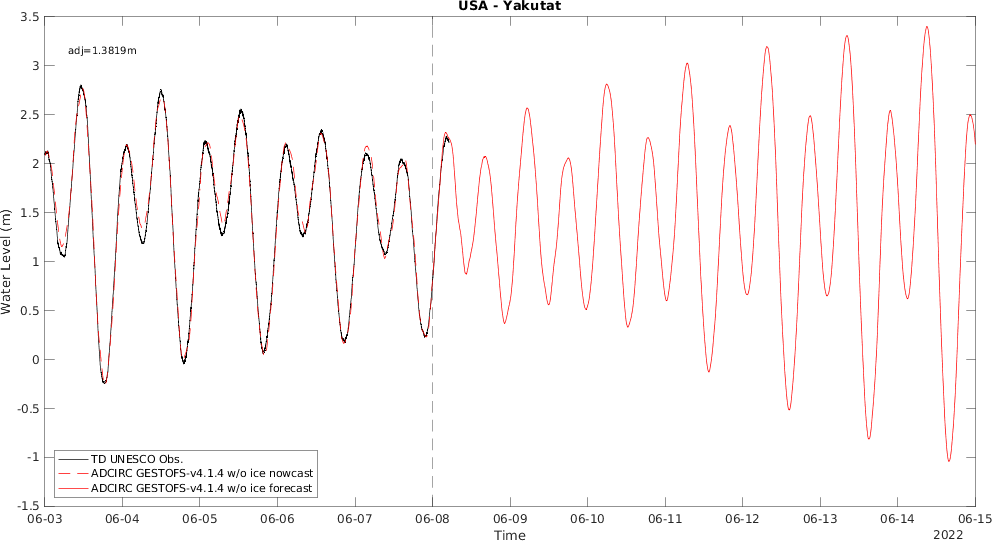 USA - Yakutat
adj=1.3819m
3.5
3
2.5
2
1.5
1
0.5
0
-0.5
-1
-1.5
Water Level (m)
TD UNESCO Obs.
ADCIRC GESTOFS-v4.1.4 w/o ice nowcast
ADCIRC GESTOFS-v4.1.4 w/o ice forecast
06-03 06-04 06-05 06-06 06-07 06-08 06-09 06-10 06-11 06-12 06-13 06-14 06-15
Time
2022